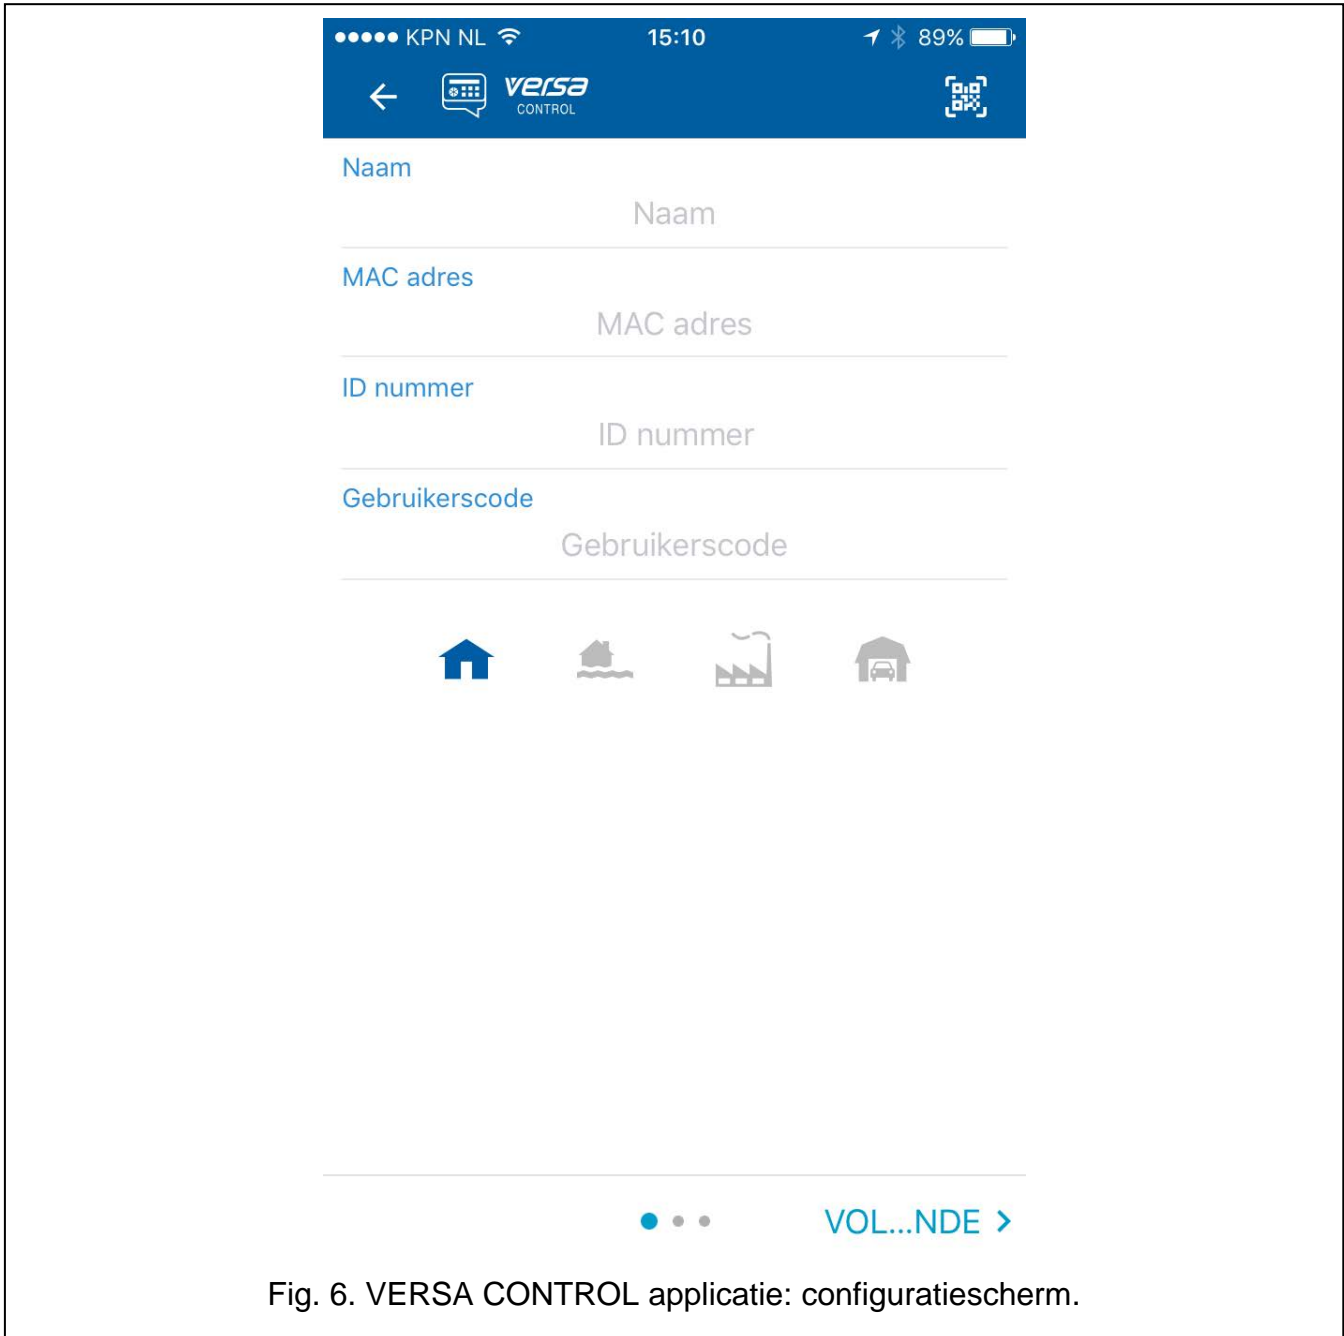 KPN NL 15:10 89%
versa
CONTROL
Naam
Naam
MAC adres
MAC adres
ID nummer
ID nummer
Gebruikerscode
Gebruikerscode
VOL...NDE >
Fig. 6. VERSA CONTROL applicatie: configuratiescherm.